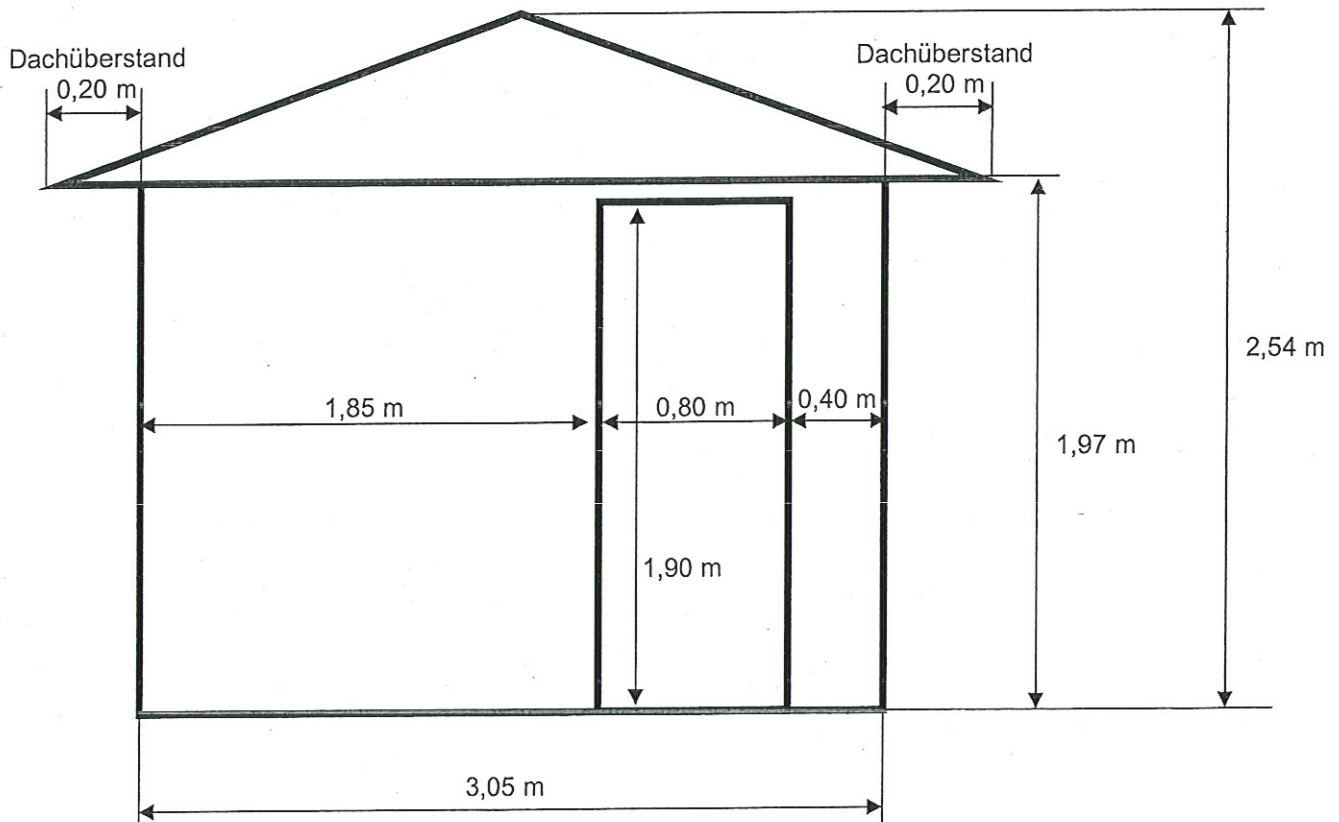 Dachüberstand
0,20 m
Dachüberstand
0,20 m
2,54 m
1,85 m
0,80 m
0,40 m
1,97 m
1,90 m
3,05 m